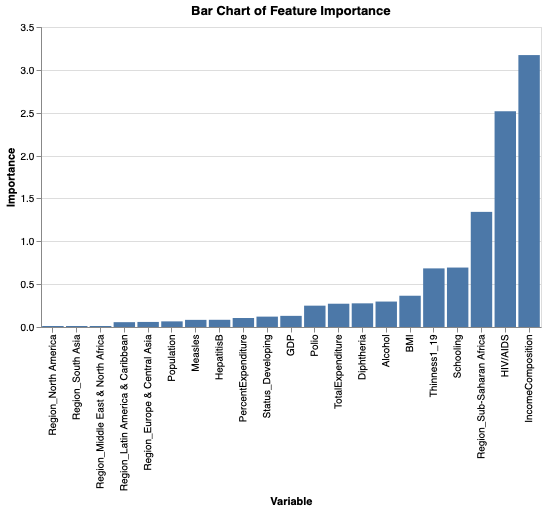 Bar Chart of Feature Importance
Importance
3.5
3.0
2.5
2.0
1.5
1.0
0.5
0.0
Region_North America
Region_South Asia
Region_Middle East & North Africa
Region_Latin America & Caribbean
Region_Europe & Central Asia
Population
Measles
HepatitisB
PercentExpenditure
Status_Developing
GDP
Polio
TotalExpenditure
Diphtheria
Alcohol
BMI
Thinness1_19
Schooling
Region_Sub-Saharan Africa
HIV/AIDS
IncomeComposition
Variable